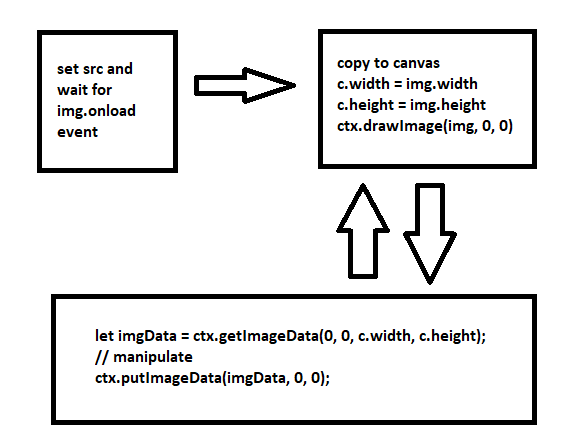 set src and
wait for
img.onload
event
copy to canvas
c.width = img.width
c.height = img.height
ctx.drawImage(img, 0, 0)
let imgData = ctx.getImageData(0, 0, c.width, c.height);
// manipulate
ctx.putImageData(imgData, 0, 0);